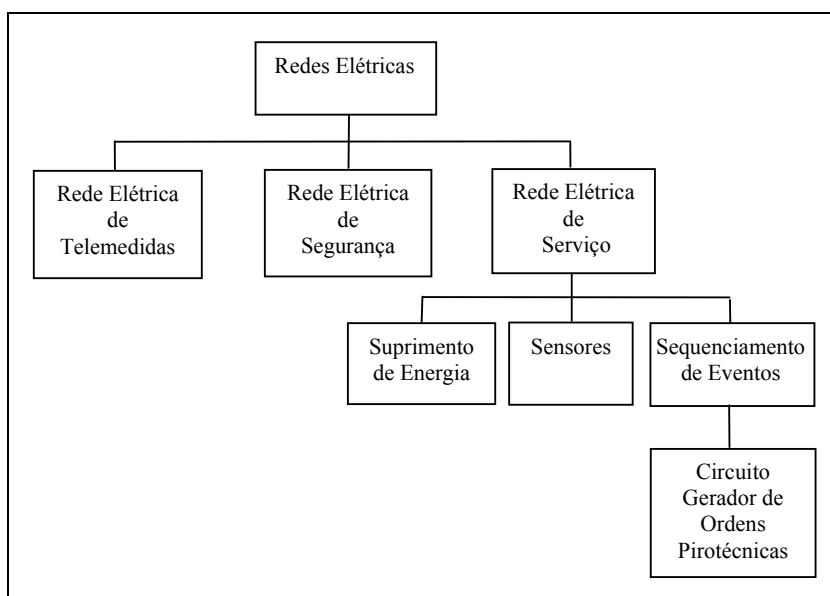 Redes Elétricas
Rede Elétrica
de
Telemedidas
Rede Elétrica
de
Segurança
Rede Elétrica
de
Serviço
Suprimento
de Energia
Sensores
Sequenciamento
de Eventos
Circuito
Gerador de
Ordens
Pirotécnicas